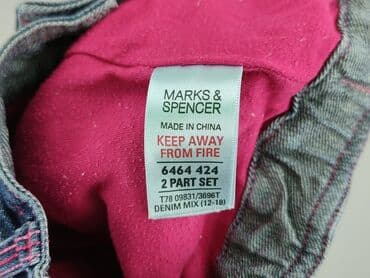 MARKS &
SPENCER
MADE IN CHINA
KEEP AWAY
FROM FIRE
6464 424
2 PART SET
T78 09831/3696T
DENIM MIX (12-18)